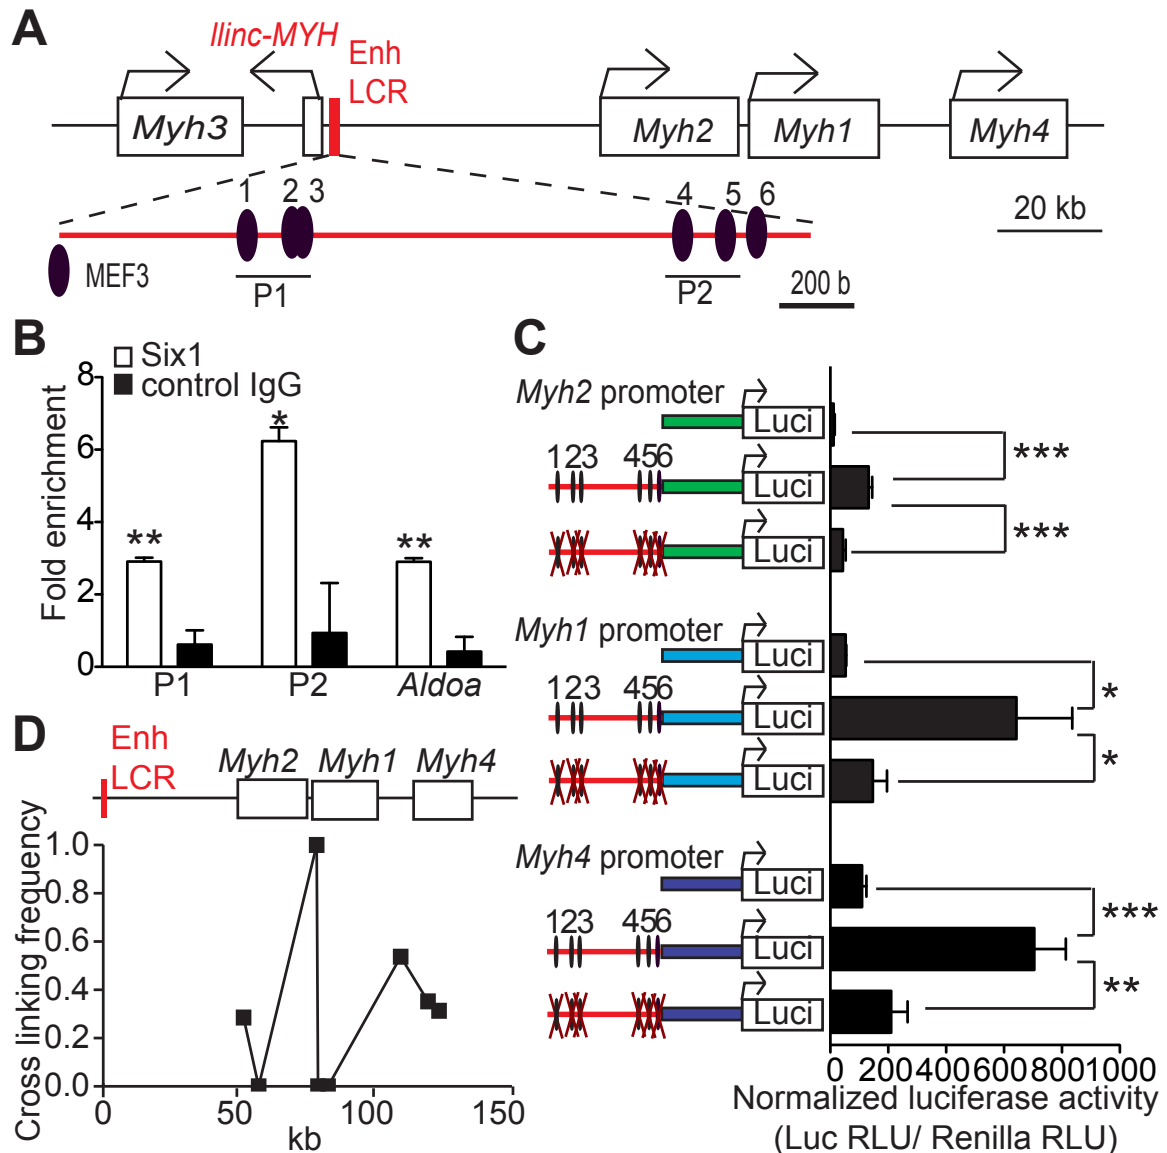 A
llinc-MYH
Enh
LCR
Myh3
Myh2
Myh1
Myh4
1 2 3 4 5 6
20 kb
MEF3
P1
P2
200 b
B
Six1
control IgG
Fold enrichment
8
6
4
2
0
** * **
P1 P2 Aldoa
C
Myh2 promoter
Luci
123 456
Luci
Luci
***
***
Myh1 promoter
Luci
123 456
Luci
Luci
*
*
Myh4 promoter
Luci
123 456
Luci
Luci
***
**
0 200 400 600 800 1000
Normalized luciferase activity
(Luc RLU/ Renilla RLU)
D
Enh
LCR
Myh2 Myh1 Myh4
Cross linking frequency
1.0
0.8
0.6
0.4
0.2
0.0
0 50 100 150
kb